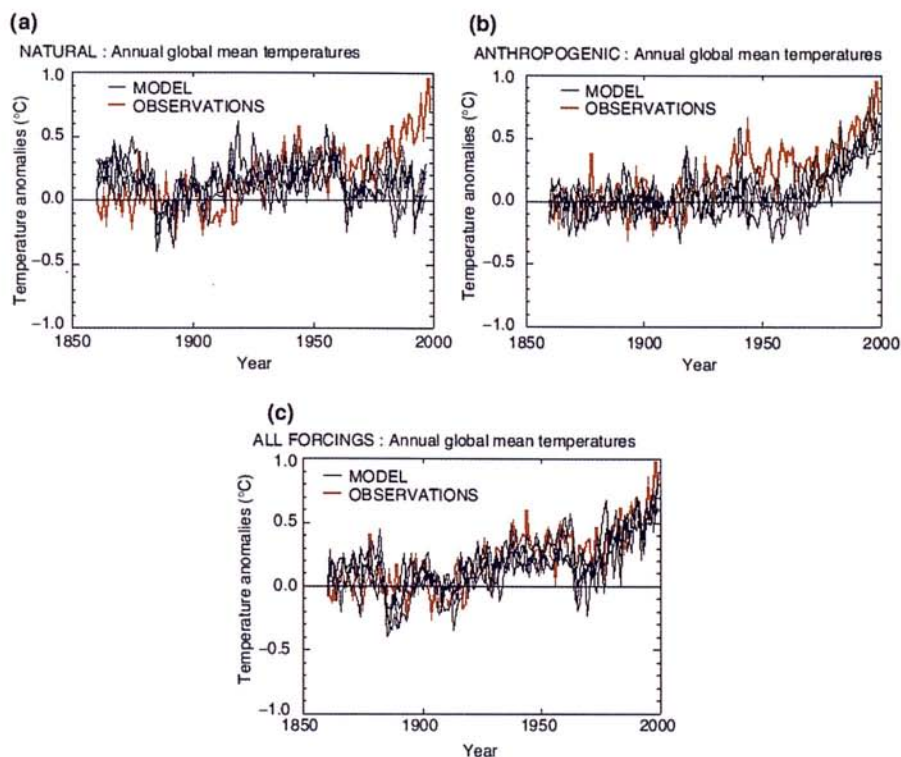 (a)
NATURAL : Annual global mean temperatures
1.0
0.5
0.0
−0.5
−1.0
Temperature anomalies (°C)
MODEL
OBSERVATIONS
1850 1900 1950 2000
Year
(b)
ANTHROPOGENIC : Annual global mean temperatures
1.0
0.5
0.0
−0.5
−1.0
Temperature anomalies (°C)
MODEL
OBSERVATIONS
1850 1900 1950 2000
Year
(c)
ALL FORCINGS : Annual global mean temperatures
1.0
0.5
0.0
−0.5
−1.0
Temperature anomalies (°C)
MODEL
OBSERVATIONS
1850 1900 1950 2000
Year